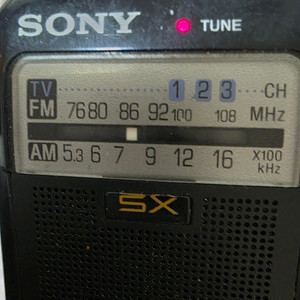 SONY TUNE
TV 1 2 3 CH
FM 76 80 86 92 100 108 MHz
AM 5.3 6 7 9 12 16 X100 kHz
SX